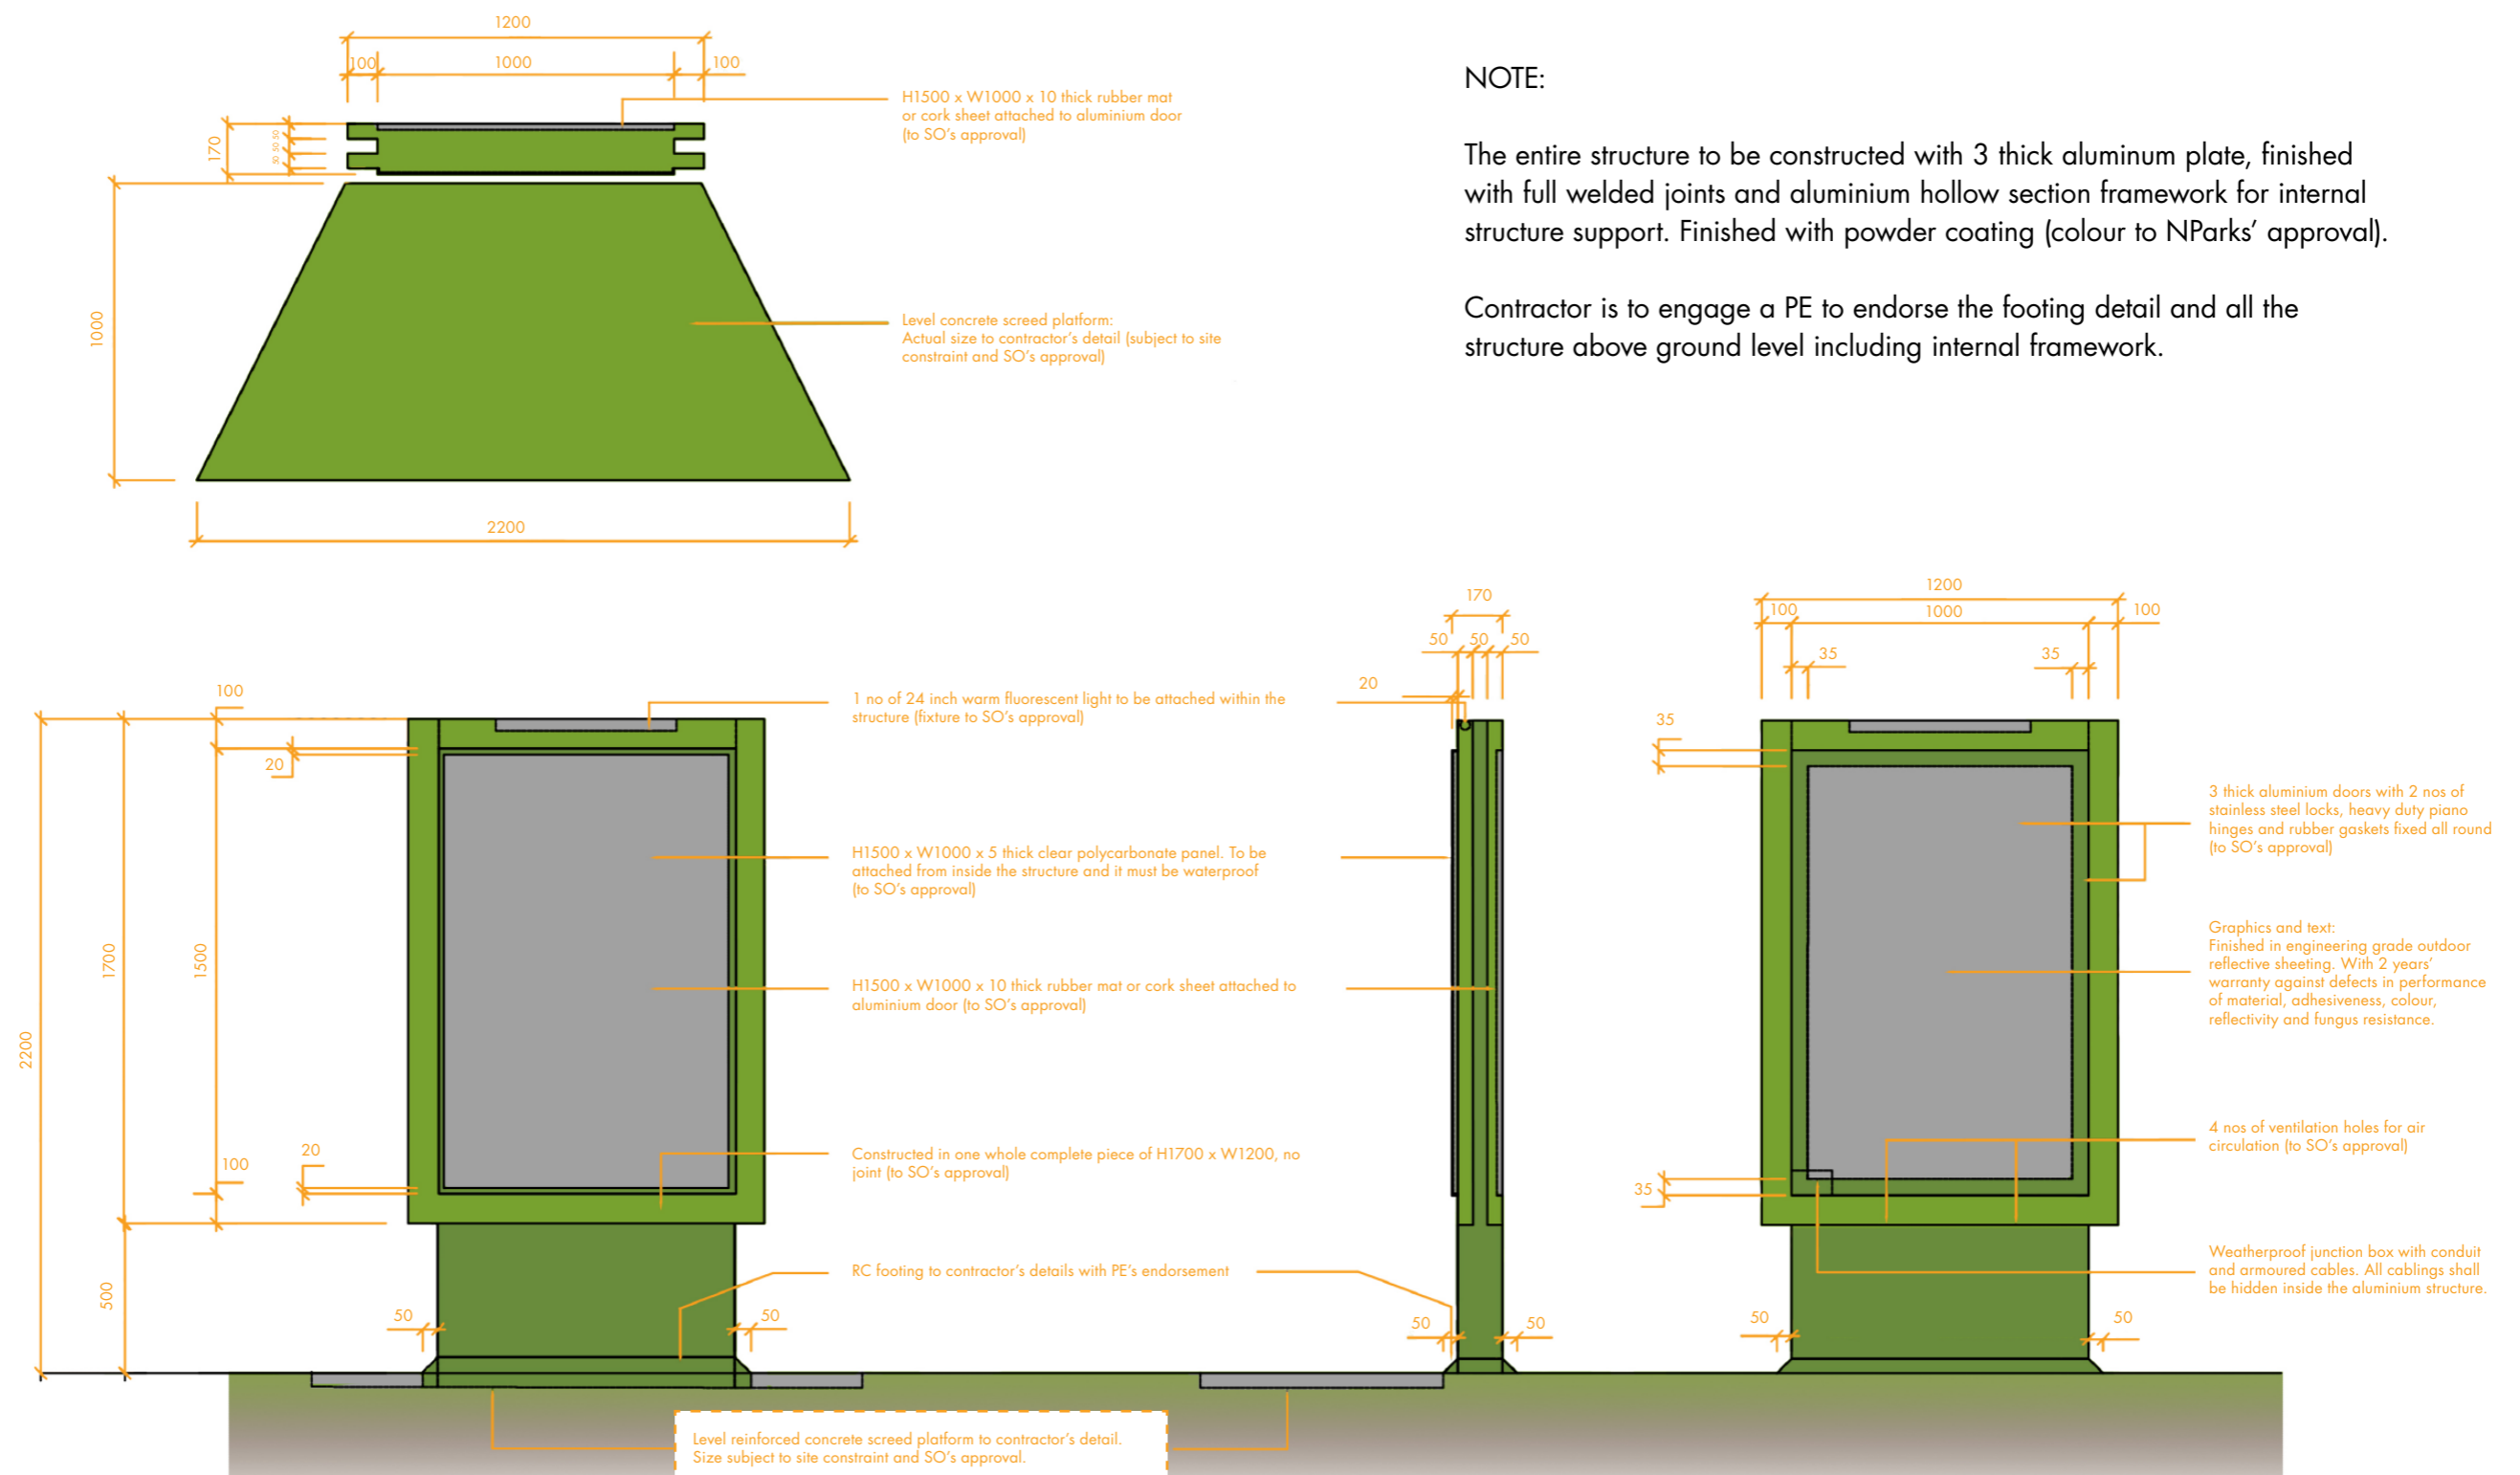 1200
100
1000
100
170
50 50
50 50
H1500 x W1000 x 10 thick rubber mat
or cork sheet attached to aluminium door
(to SO's approval)
1000
Level concrete screed platform:
Actual size to contractor's detail (subject to site
constraint and SO's approval)
2200
NOTE:
The entire structure to be constructed with 3 thick aluminum plate, finished
with full welded joints and aluminium hollow section framework for internal
structure support. Finished with powder coating (colour to NParks' approval).
Contractor is to engage a PE to endorse the footing detail and all the
structure above ground level including internal framework.
100
20
2200
1700
1500
20
100
500
50
50
1 no of 24 inch warm fluorescent light to be attached within the
structure (fixture to SO's approval)
H1500 x W1000 x 5 thick clear polycarbonate panel. To be
attached from inside the structure and it must be waterproof
(to SO's approval)
H1500 x W1000 x 10 thick rubber mat or cork sheet attached to
aluminium door (to SO's approval)
Constructed in one whole complete piece of H1700 x W1200, no
joint (to SO's approval)
RC footing to contractor's details with PE's endorsement
Level reinforced concrete screed platform to contractor's detail.
Size subject to site constraint and SO's approval.
170
50
50
50
20
50
50
1200
100
1000
100
35
35
35
35
50
50
3 thick aluminium doors with 2 nos of
stainless steel locks, heavy duty piano
hinges and rubber gaskets fixed all round
(to SO's approval)
Graphics and text:
Finished in engineering grade outdoor
reflective sheeting. With 2 years'
warranty against defects in performance
of material, adhesiveness, colour,
reflectivity and fungus resistance.
4 nos of ventilation holes for air
circulation (to SO's approval)
Weatherproof junction box with conduit
and armoured cables. All cablings shall
be hidden inside the aluminium structure.